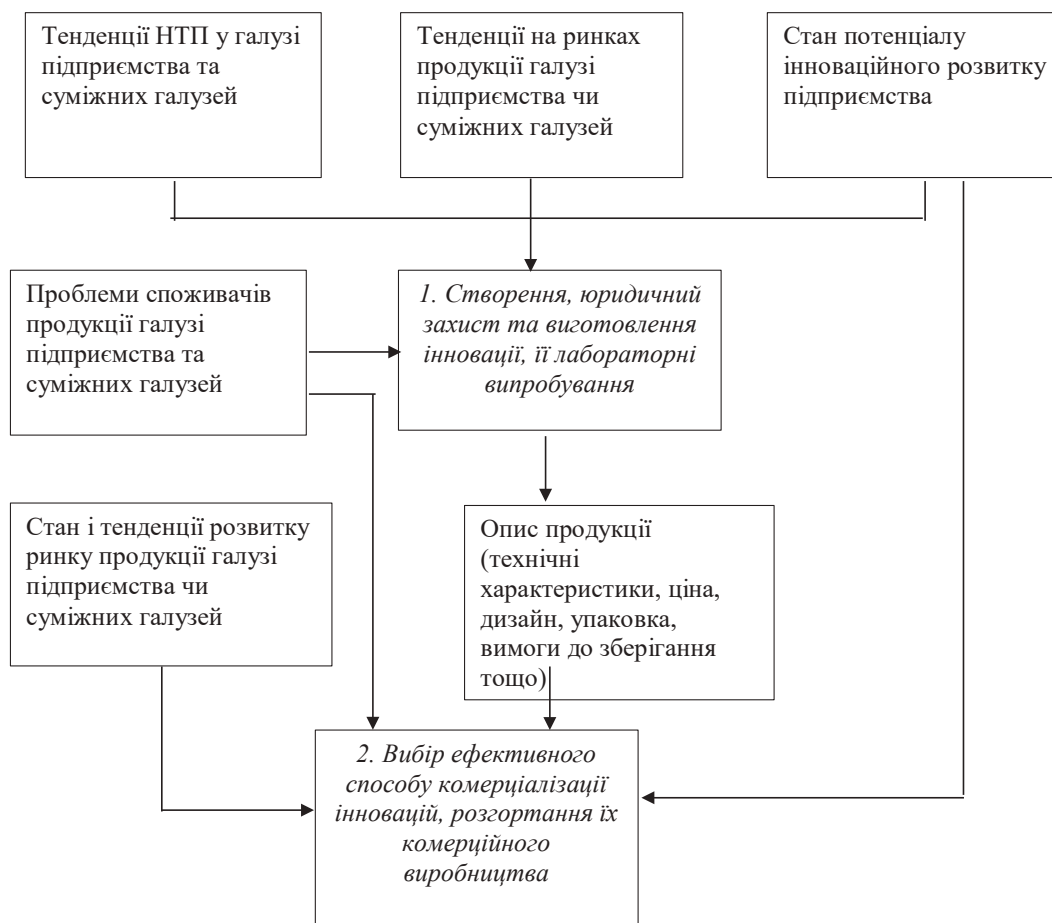 Тенденції НТП у галузі
підприємства та
суміжних галузей
Тенденції на ринках
продукції галузі
підприємства чи
суміжних галузей
Стан потенціалу
інноваційного розвитку
підприємства
Проблеми споживачів
продукції галузі
підприємства та
суміжних галузей
1. Створення, юридичний
захист та виготовлення
інновації, її лабораторні
випробування
Стан і тенденції розвитку
ринку продукції галузі
підприємства чи
суміжних галузей
Опис продукції
(технічні
характеристики, ціна,
дизайн, упаковка,
вимоги до зберігання
тощо)
2. Вибір ефективного
способу комерціалізації
інновацій, розгортання їх
комерційного
виробництва